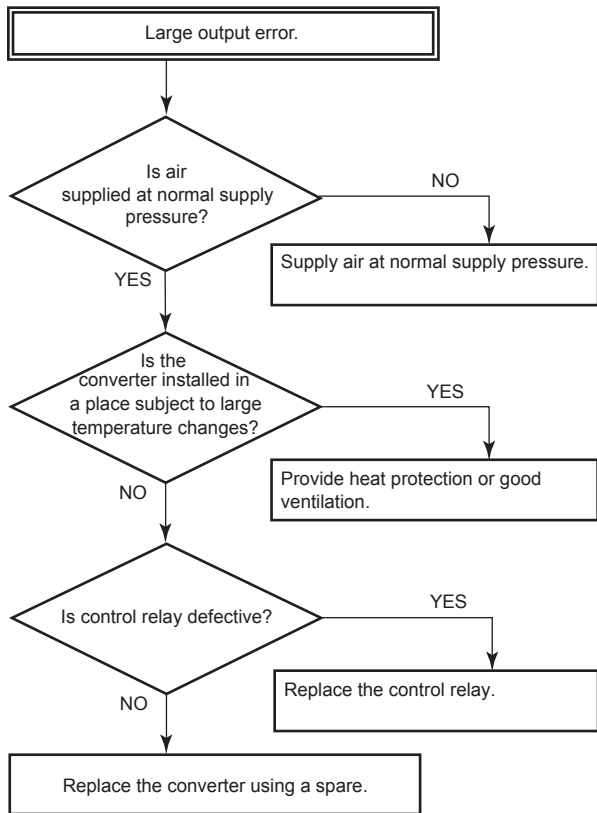 Large output error.
Is air
supplied at normal supply
pressure?
NO
Supply air at normal supply pressure.
YES
Is the
converter installed in
a place subject to large
temperature changes?
YES
Provide heat protection or good
ventilation.
NO
Is control relay defective?
YES
Replace the control relay.
NO
Replace the converter using a spare.